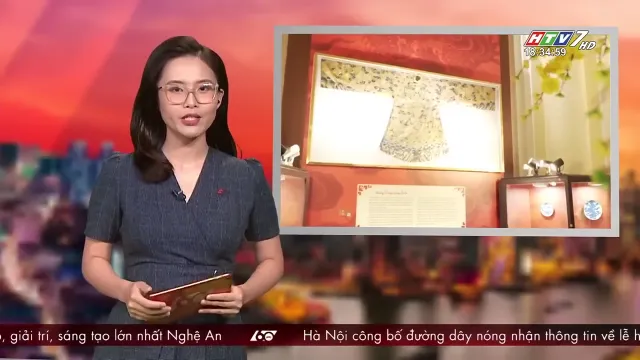 HTV7 HD
18:34:59
, giải trí, sáng tạo lớn nhất Nghệ An
60s
Hà Nội công bố đường dây nóng nhận thông tin về lễ h